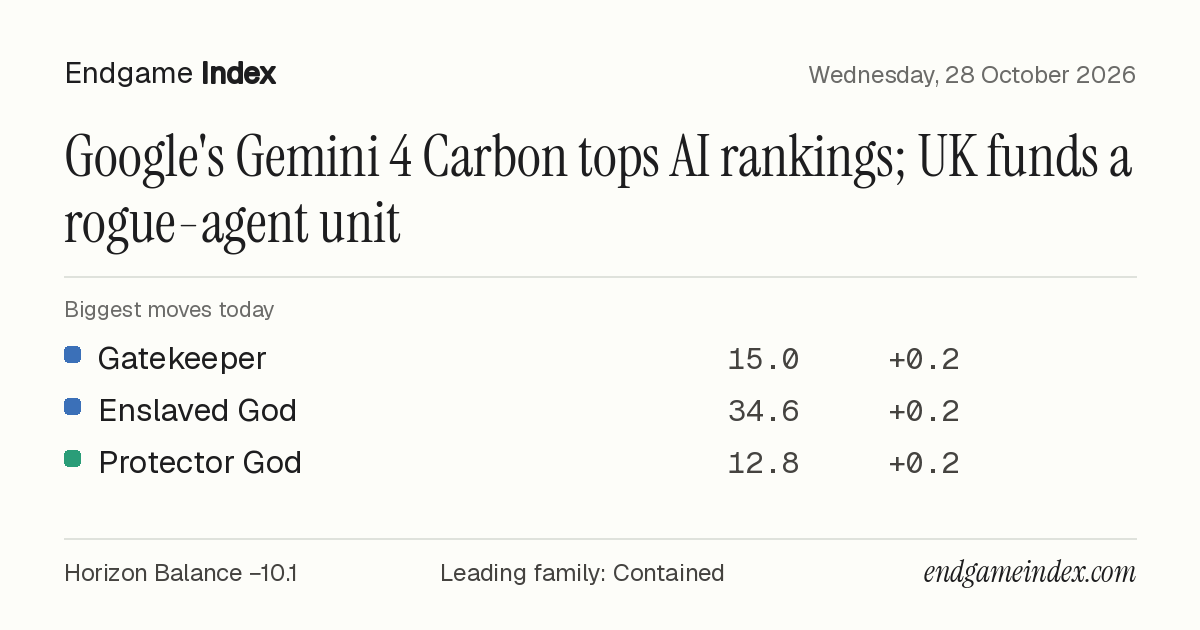 Endgame Index
Wednesday, 28 October 2026
Google's Gemini 4 Carbon tops AI rankings; UK funds a
rogue-agent unit
Biggest moves today
Gatekeeper 15.0 +0.2
Enslaved God 34.6 +0.2
Protector God 12.8 +0.2
Horizon Balance −10.1
Leading family: Contained
endgameindex.com